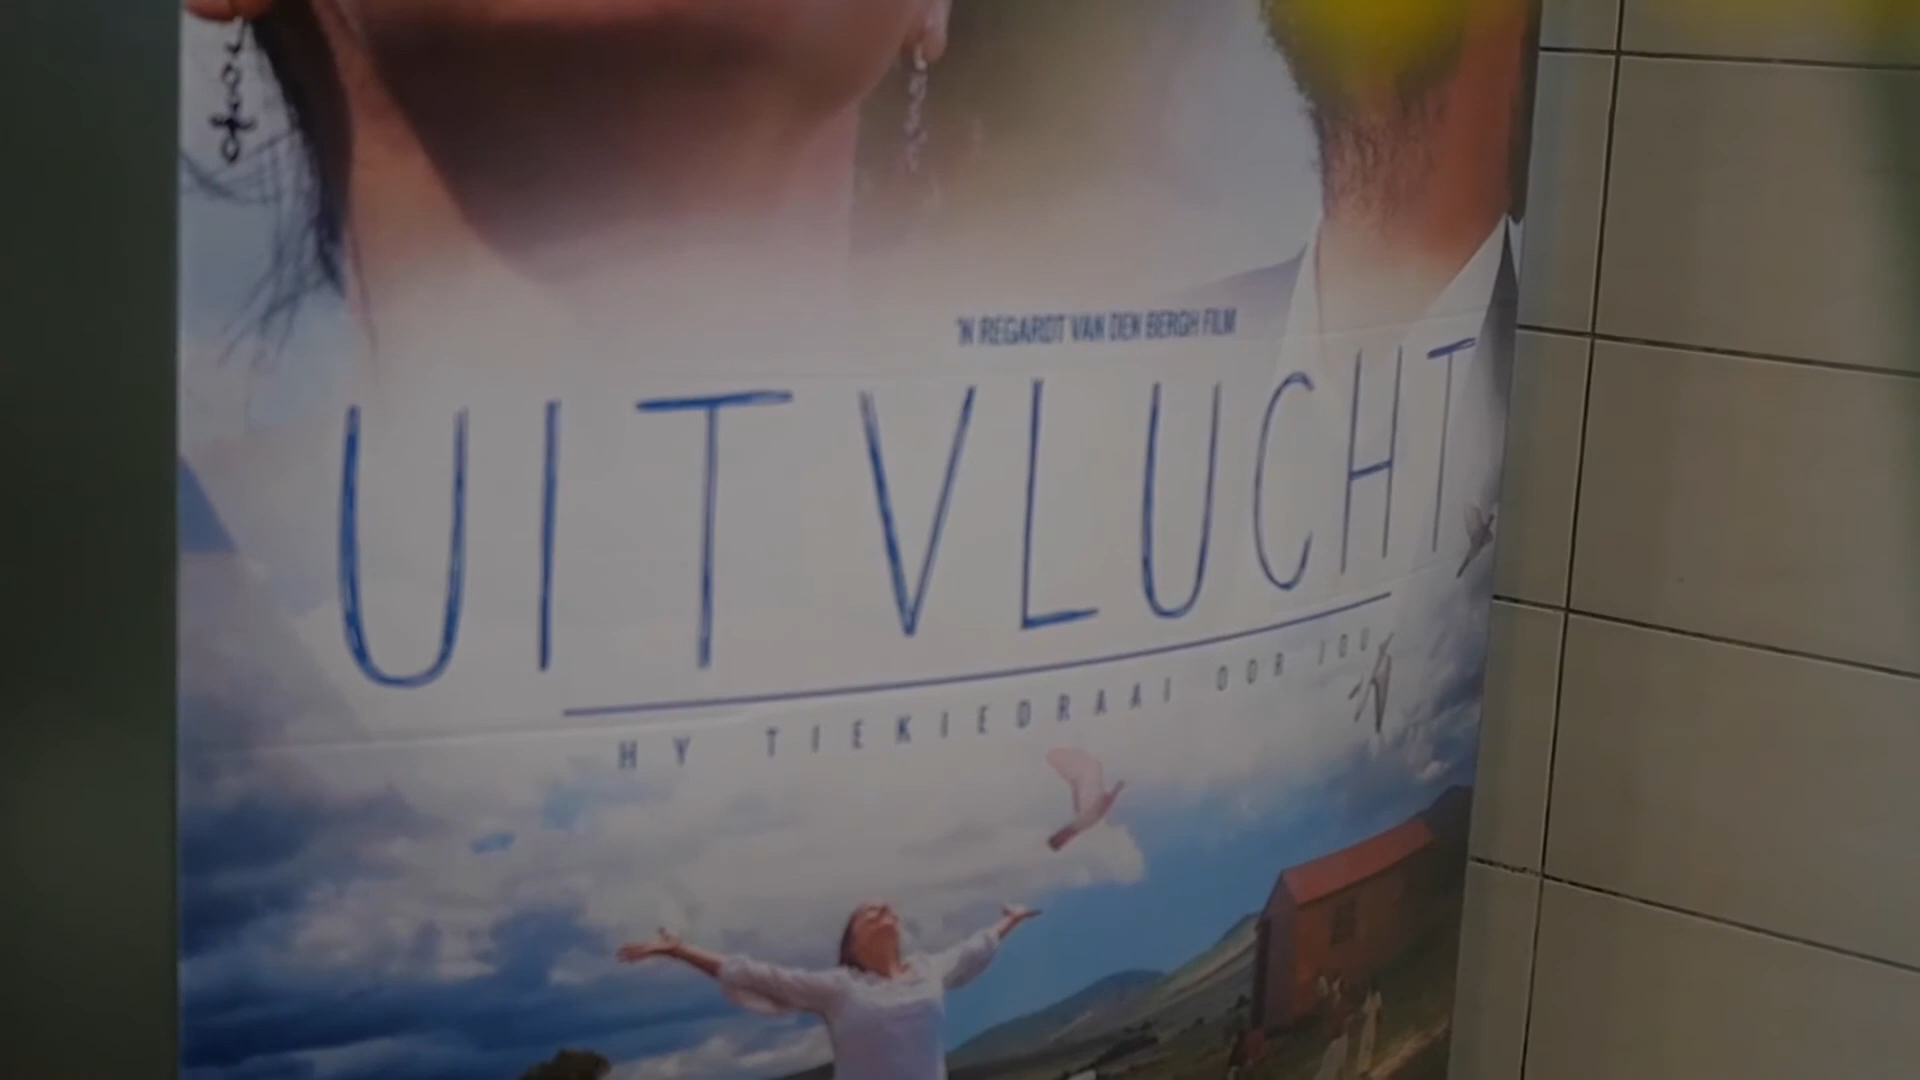 'N REGARDT VAN DEN BERGH FILM
UITVLUCHT
HY TIEKIEDRAAI OOR JOU